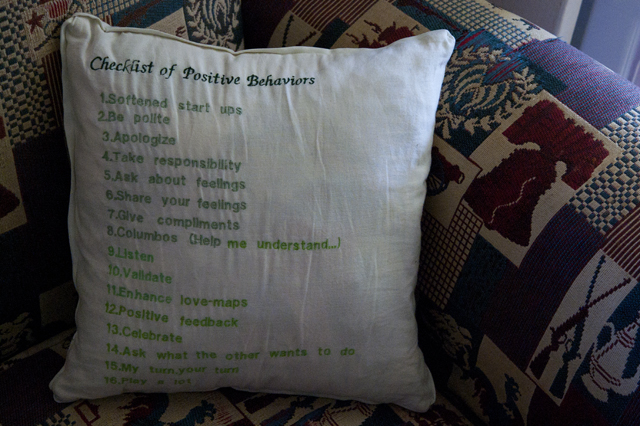 Checklist of Positive Behaviors
1.Softened start ups
2.Be polite
3.Apologize
4.Take responsibility
5.Ask about feelings
6.Share your feelings
7.Give compliments
8.Columbos (Help me understand...)
9.Listen
10.Validate
11.Enhance love-maps
12.Positive feedback
13.Celebrate
14.Ask what the other wants to do
15.My turn,your turn
16.Play a lot